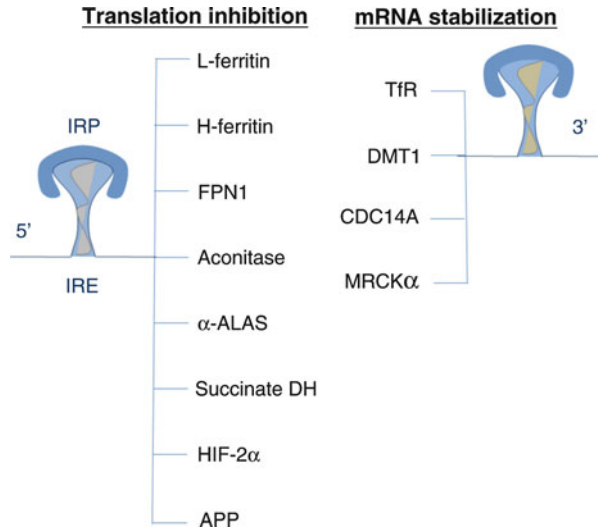 Translation inhibition
L-ferritin
H-ferritin
IRP
FPN1
5’
Aconitase
IRE
α-ALAS
Succinate DH
HIF-2α
APP
mRNA stabilization
TfR
3’
DMT1
CDC14A
MRCKα